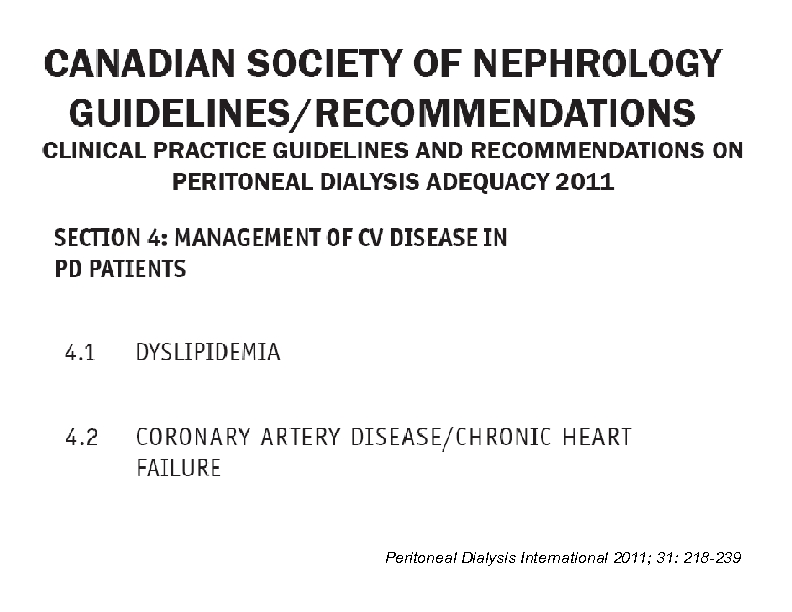 CANADIAN SOCIETY OF NEPHROLOGY
GUIDELINES/RECOMMENDATIONS
CLINICAL PRACTICE GUIDELINES AND RECOMMENDATIONS ON
PERITONEAL DIALYSIS ADEQUACY 2011
SECTION 4: MANAGEMENT OF CV DISEASE IN
PD PATIENTS
4.1 DYSLIPIDEMIA
4.2 CORONARY ARTERY DISEASE/CHRONIC HEART
FAILURE
Peritoneal Dialysis International 2011; 31: 218-239